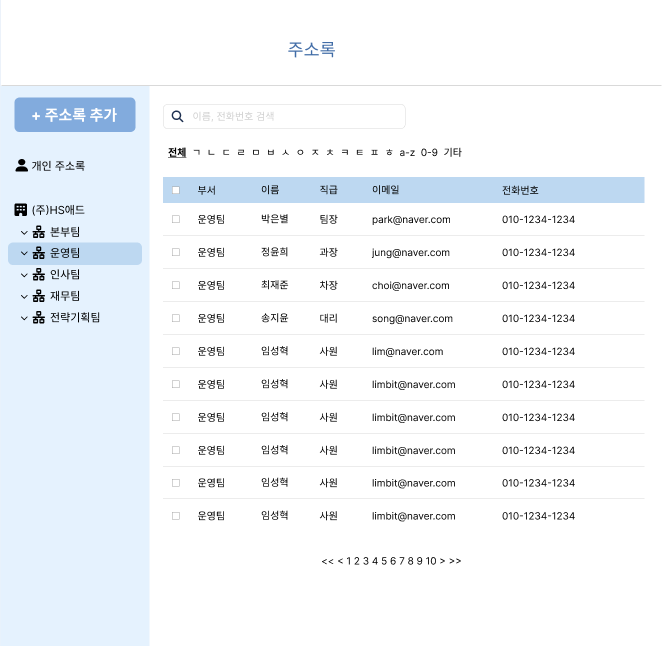 주소록
+ 주소록 추가
개인 주소록
(주)HS애드
본부팀
운영팀
인사팀
재무팀
전략기획팀
이름, 전화번호 검색
전체 ㄱ ㄴ ㄷ ㄹ ㅁ ㅂ ㅅ ㅇ ㅈ ㅊ ㅋ ㅌ ㅍ ㅎ a-z 0-9 기타
부서 이름 직급 이메일 전화번호
운영팀 박은별 팀장 park@naver.com 010-1234-1234
운영팀 정윤희 과장 jung@naver.com 010-1234-1234
운영팀 최재준 차장 choi@naver.com 010-1234-1234
운영팀 송지윤 대리 song@naver.com 010-1234-1234
운영팀 임성혁 사원 lim@naver.com 010-1234-1234
운영팀 임성혁 사원 limbit@naver.com 010-1234-1234
운영팀 임성혁 사원 limbit@naver.com 010-1234-1234
운영팀 임성혁 사원 limbit@naver.com 010-1234-1234
운영팀 임성혁 사원 limbit@naver.com 010-1234-1234
운영팀 임성혁 사원 limbit@naver.com 010-1234-1234
<< < 1 2 3 4 5 6 7 8 9 10 > >>